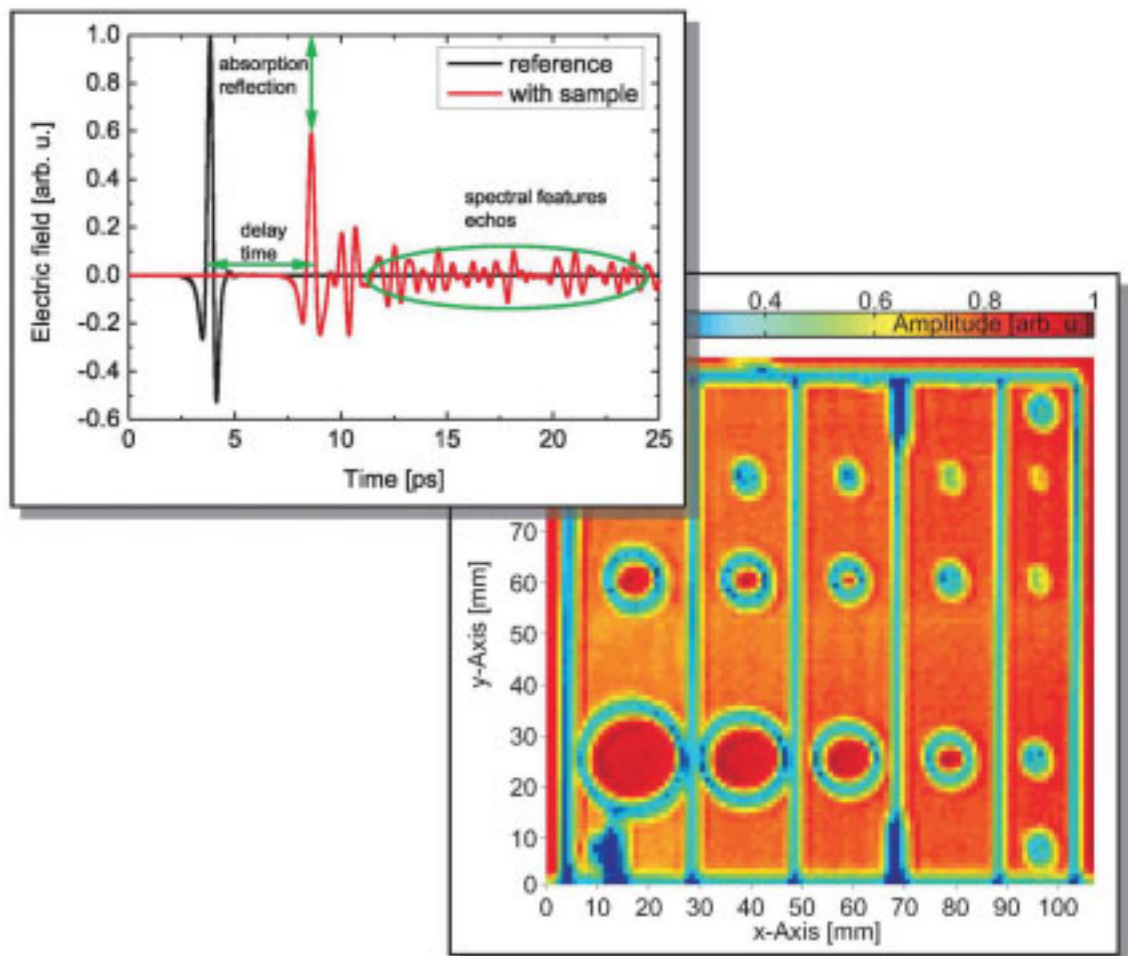 1.0
0.8
0.6
0.4
0.2
0.0
-0.2
-0.4
-0.6
Electric field [arb. u.]
absorption
reflection
reference
with sample
delay
time
spectral features
echos
0 5 10 15 20 25
Time [ps]
0.4 0.6 0.8 1
Amplitude [arb. u.]
70
60
50
40
30
20
10
0
y-Axis [mm]
0 10 20 30 40 50 60 70 80 90 100
x-Axis [mm]